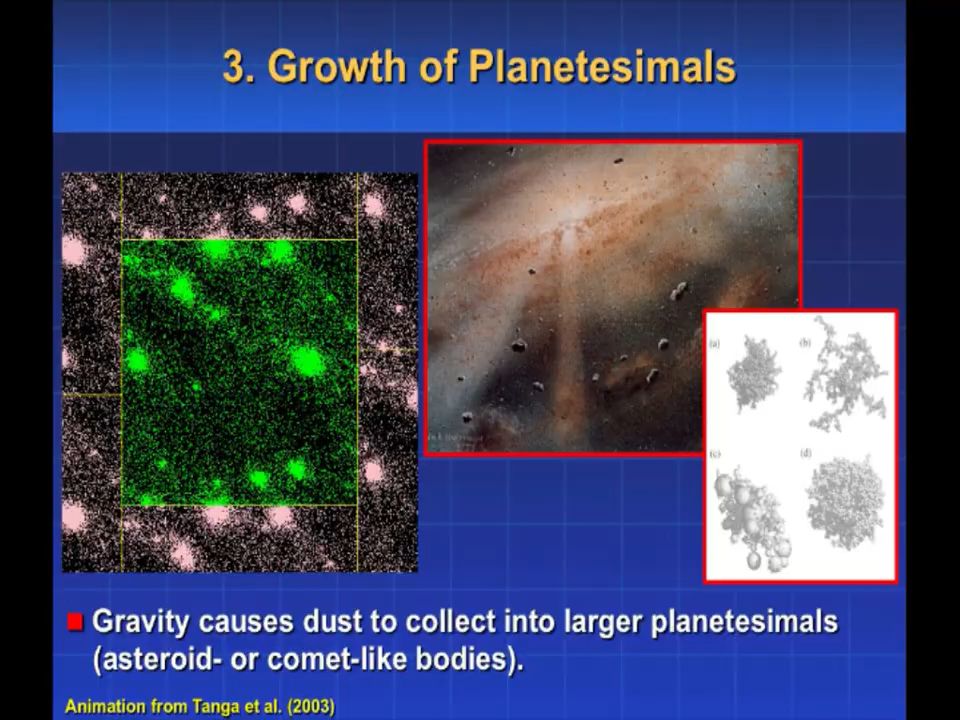 3. Growth of Planetesimals
(a)
(b)
(c)
(d)
Gravity causes dust to collect into larger planetesimals
(asteroid- or comet-like bodies).
Animation from Tanga et al. (2003)